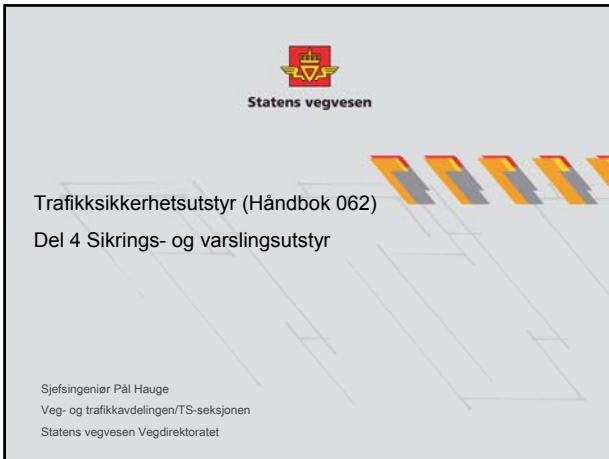 Statens vegvesen
Trafikksikkerhetsutstyr (Håndbok 062)
Del 4 Sikrings- og varslingsutstyr
Sjefsingeniør Pål Hauge
Veg- og trafikkavdelingen/TS-seksjonen
Statens vegvesen Vegdirektoratet